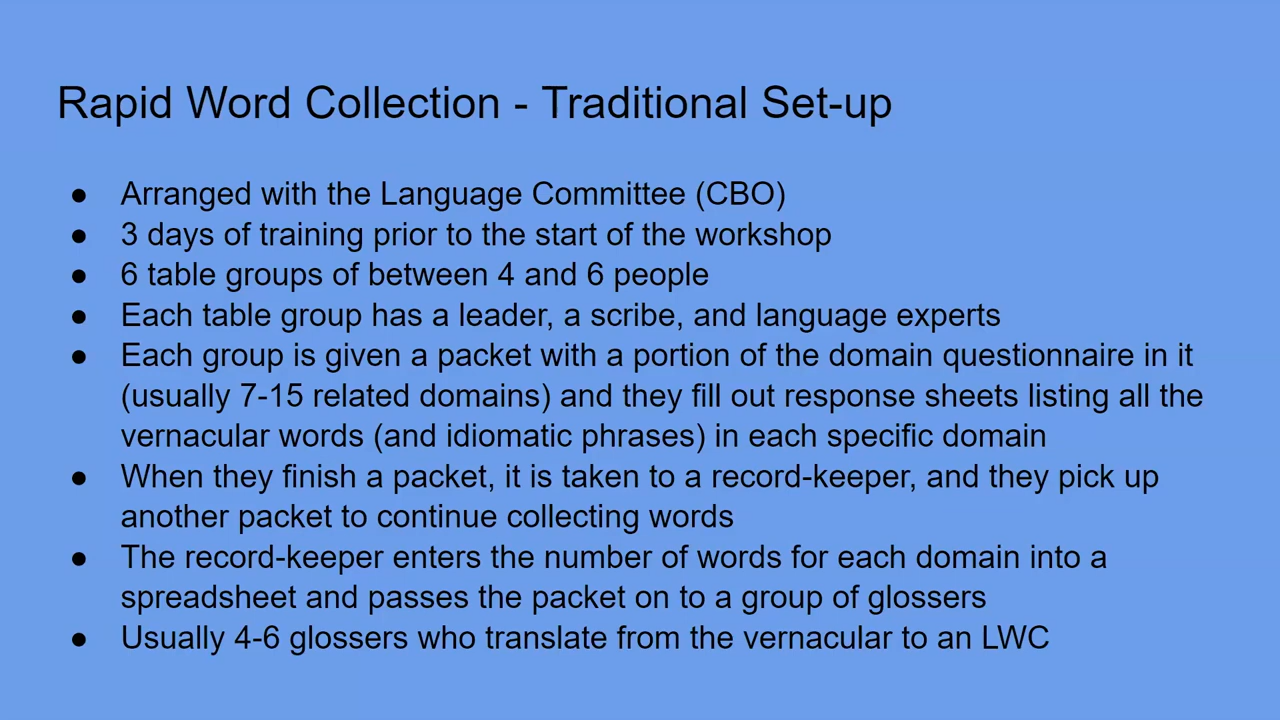 Rapid Word Collection - Traditional Set-up
● Arranged with the Language Committee (CBO)
● 3 days of training prior to the start of the workshop
● 6 table groups of between 4 and 6 people
● Each table group has a leader, a scribe, and language experts
● Each group is given a packet with a portion of the domain questionnaire in it
(usually 7-15 related domains) and they fill out response sheets listing all the
vernacular words (and idiomatic phrases) in each specific domain
● When they finish a packet, it is taken to a record-keeper, and they pick up
another packet to continue collecting words
● The record-keeper enters the number of words for each domain into a
spreadsheet and passes the packet on to a group of glossers
● Usually 4-6 glossers who translate from the vernacular to an LWC